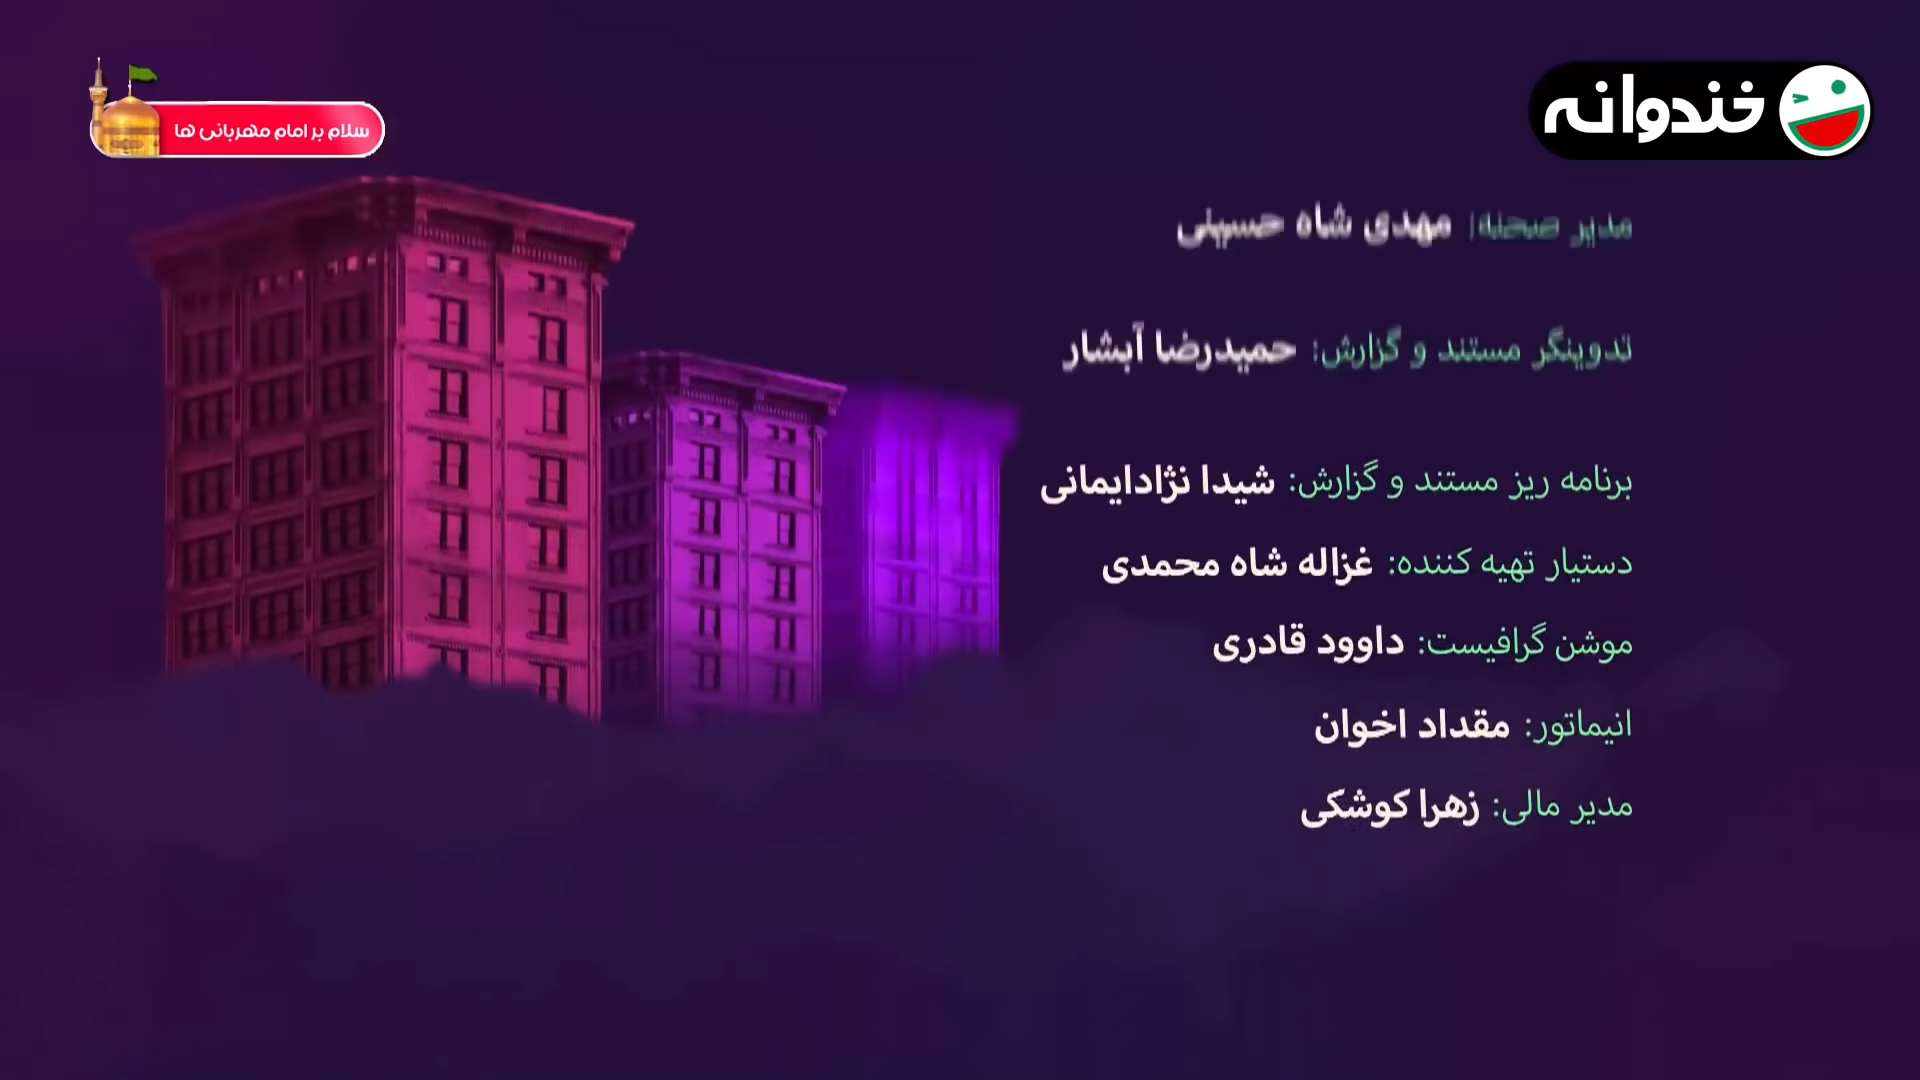 سلام بر امام مهربانی ها
خندوانه
مدیر صحنه: مهدی شاه حسینی
تدوینگر مستند و گزارش: حمیدرضا آبشار
برنامه ریز مستند و گزارش: شیدا نژادایمانی
دستیار تهیه کننده: غزاله شاه محمدی
موشن گرافیست: داوود قادری
انیماتور: مقداد اخوان
مدیر مالی: زهرا کوشکی